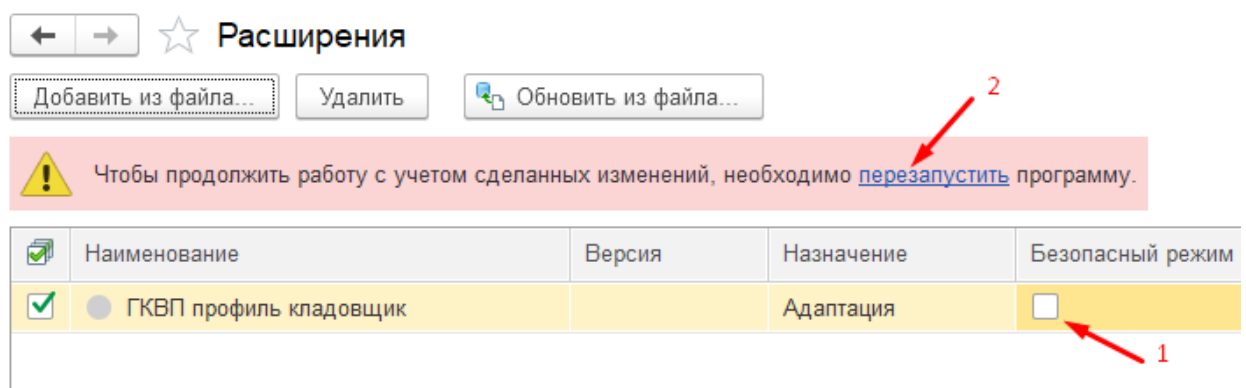 Расширения
Добавить из файла... Удалить Обновить из файла...
2
Чтобы продолжить работу с учетом сделанных изменений, необходимо перезапустить программу.
Наименование Версия Назначение Безопасный режим
ГКВП профиль кладовщик Адаптация
1